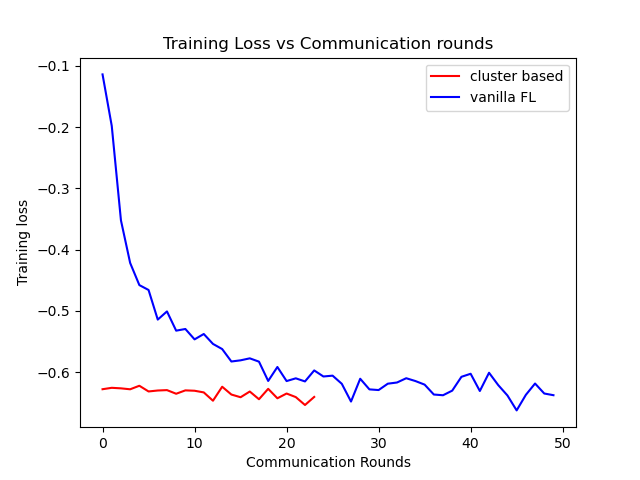 Training Loss vs Communication rounds
cluster based
vanilla FL
−0.1
−0.2
−0.3
−0.4
−0.5
−0.6
Training loss
0 10 20 30 40 50
Communication Rounds